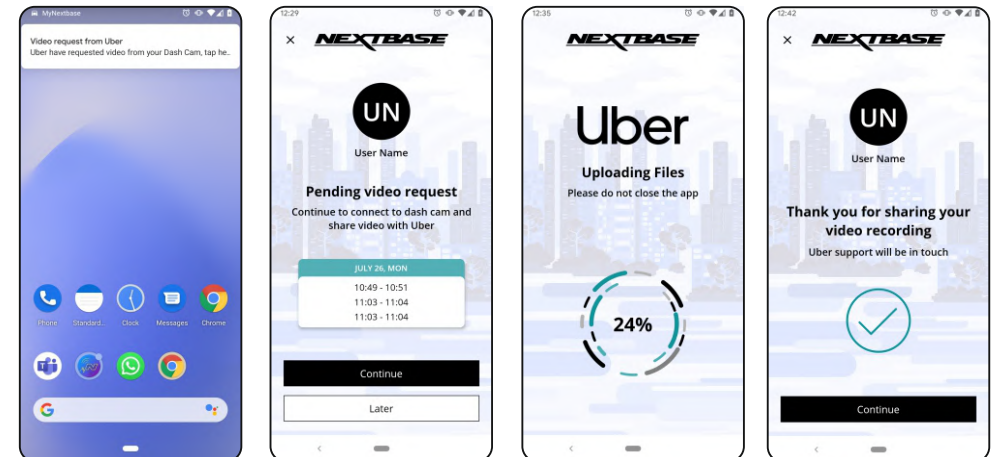 MyNextbase
Video request from Uber
Uber have requested video from your Dash Cam, tap he..
Phone
Standard..
Clock
Messages
Chrome
G
12:29
NEXTBASE
UN
User Name
Pending video request
Continue to connect to dash cam and
share video with Uber
JULY 26, MON
10:49 - 10:51
11:03 - 11:04
11:03 - 11:04
Continue
Later
12:35
NEXTBASE
Uber
Uploading Files
Please do not close the app
24%
12:42
NEXTBASE
UN
User Name
Thank you for sharing your
video recording
Uber support will be in touch
Continue